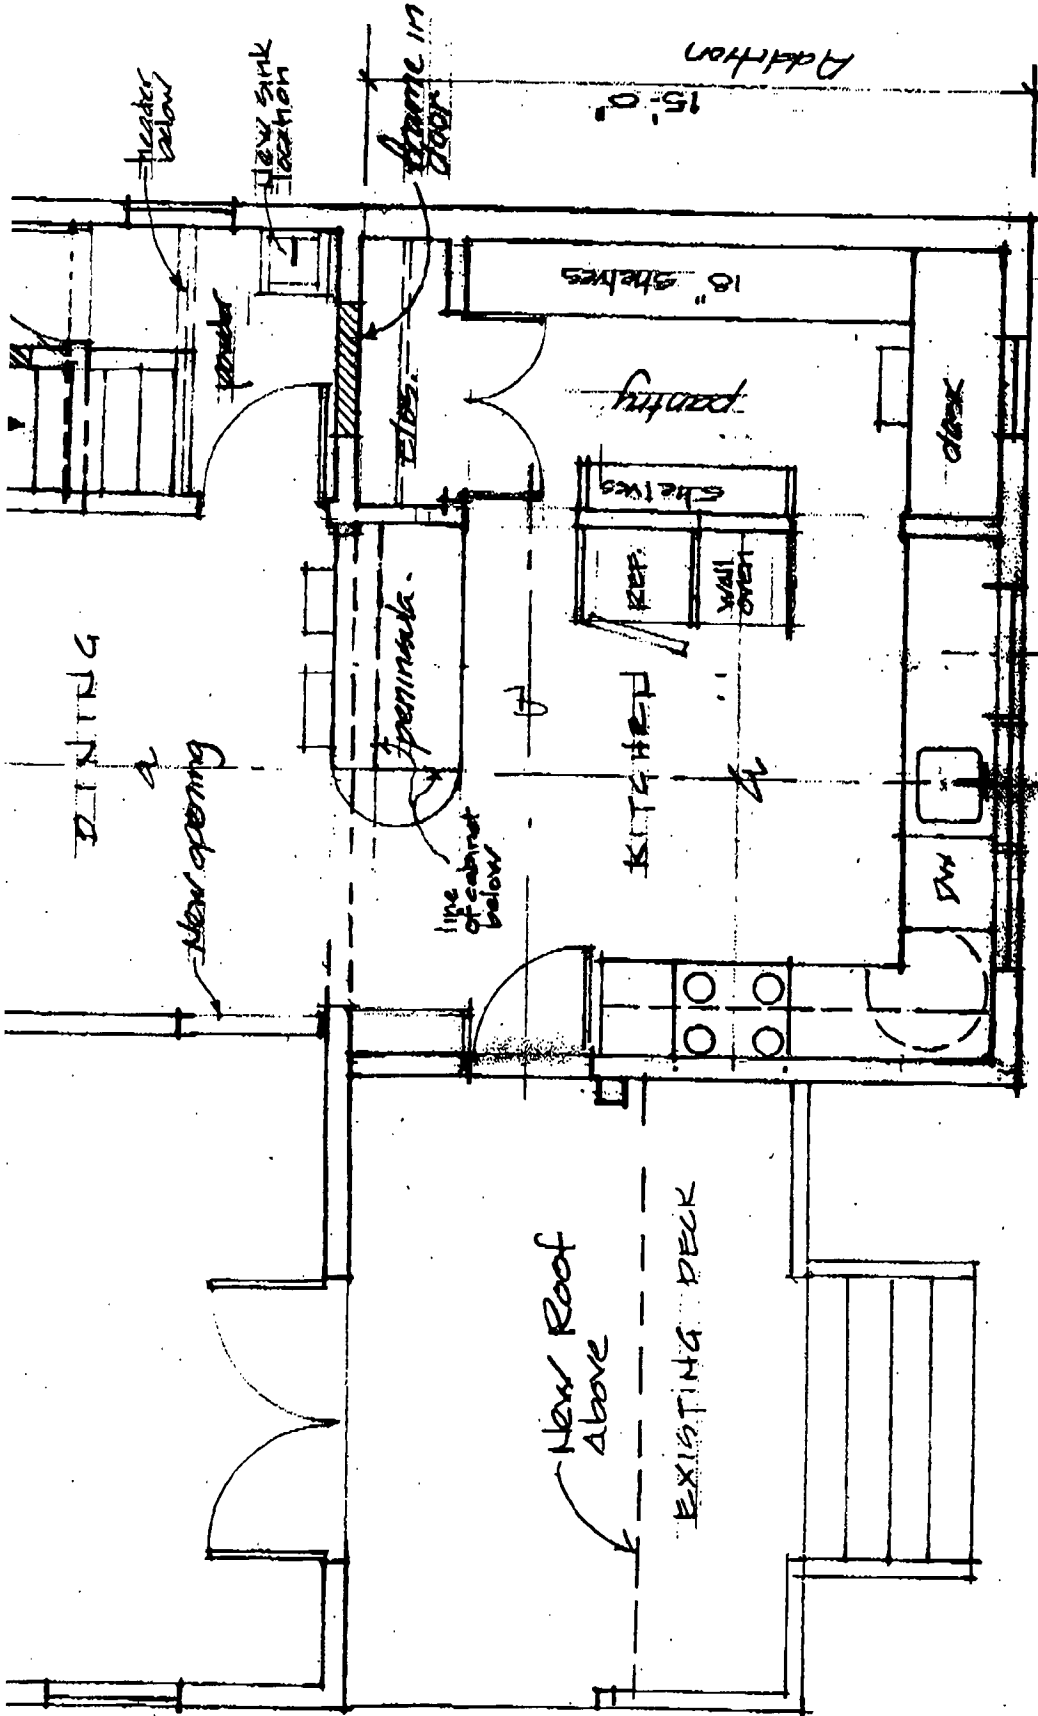 header
below
New sink
location
frame in
door
Addition
15'-0"
powder
clos.
18" shelves
pantry
desk
shelves
REF.
Wall
oven
DINING
peninsula.
New opening
line
of cabinet
below
KITCHEN
DW
New Roof
Above
EXISTING DECK